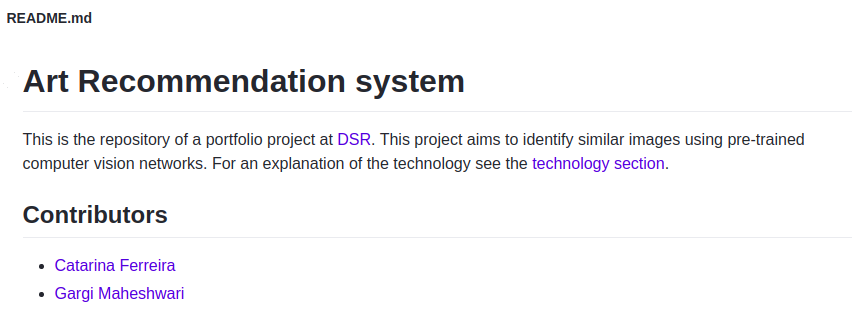 README.md
Art Recommendation system
This is the repository of a portfolio project at DSR. This project aims to identify similar images using pre-trained
computer vision networks. For an explanation of the technology see the technology section.
Contributors
• Catarina Ferreira
• Gargi Maheshwari